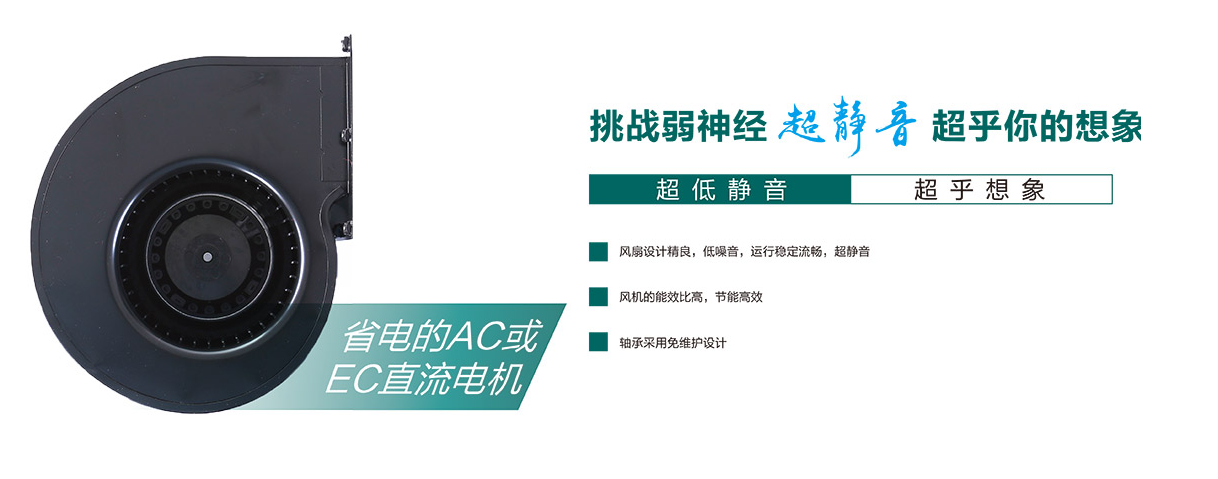 挑战弱神经 超静音 超乎你的想象
超低静音 超乎想象
风扇设计精良，低噪音，运行稳定流畅，超静音
风机的能效比高，节能高效
轴承采用免维护设计
省电的AC或
EC直流电机